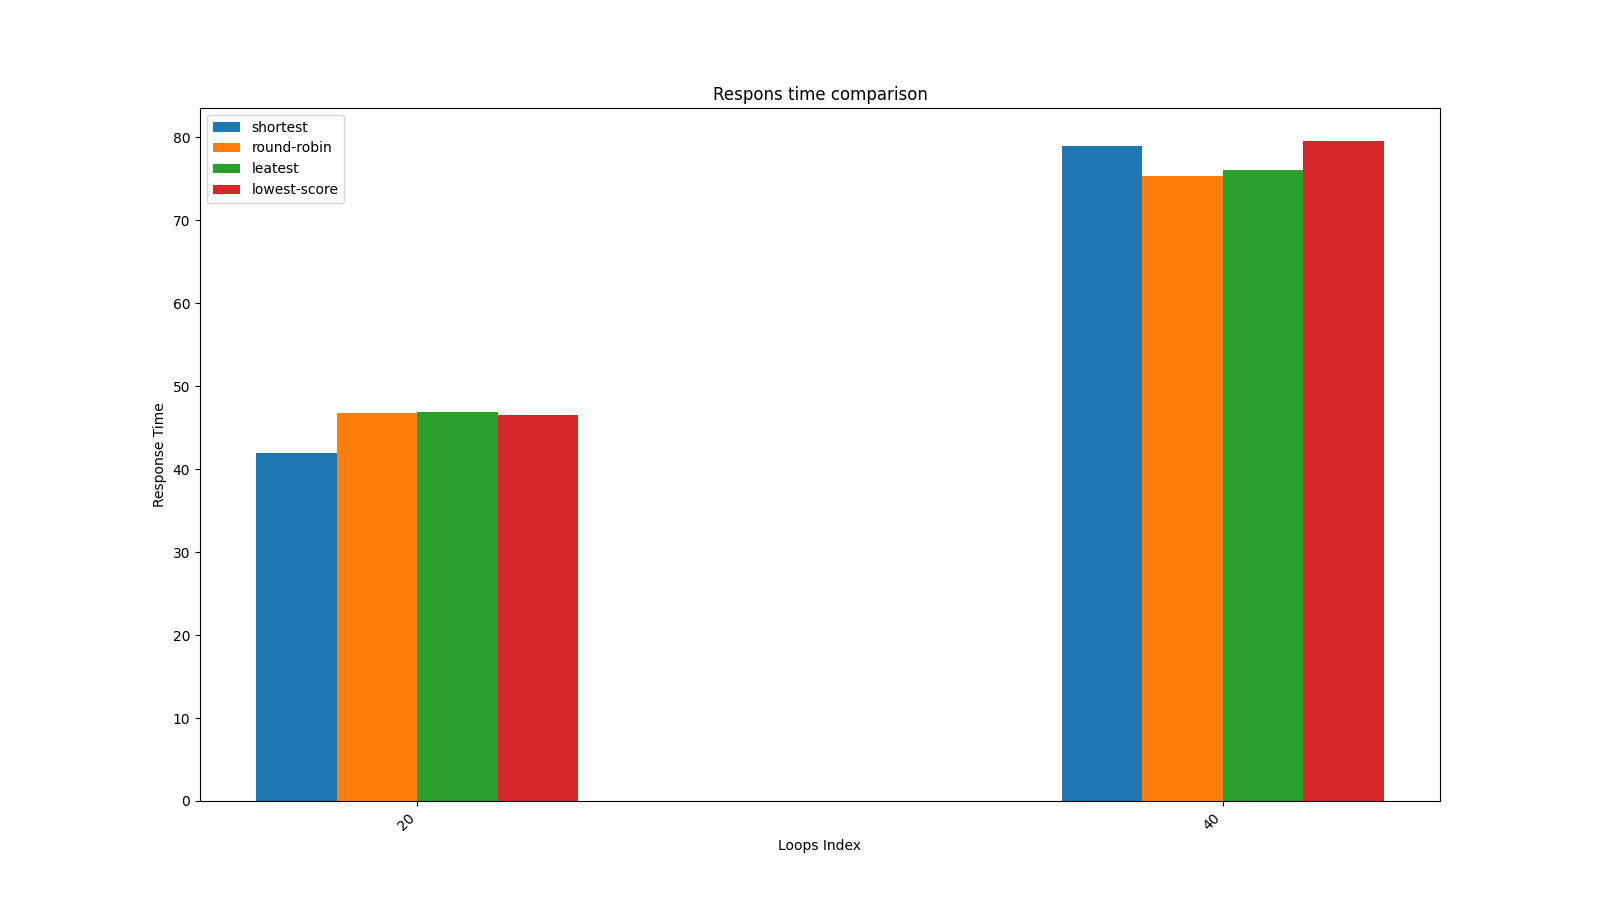 Respons time comparison
shortest
round-robin
leatest
lowest-score
80
70
60
50
40
30
20
10
0
Response Time
20
40
Loops Index